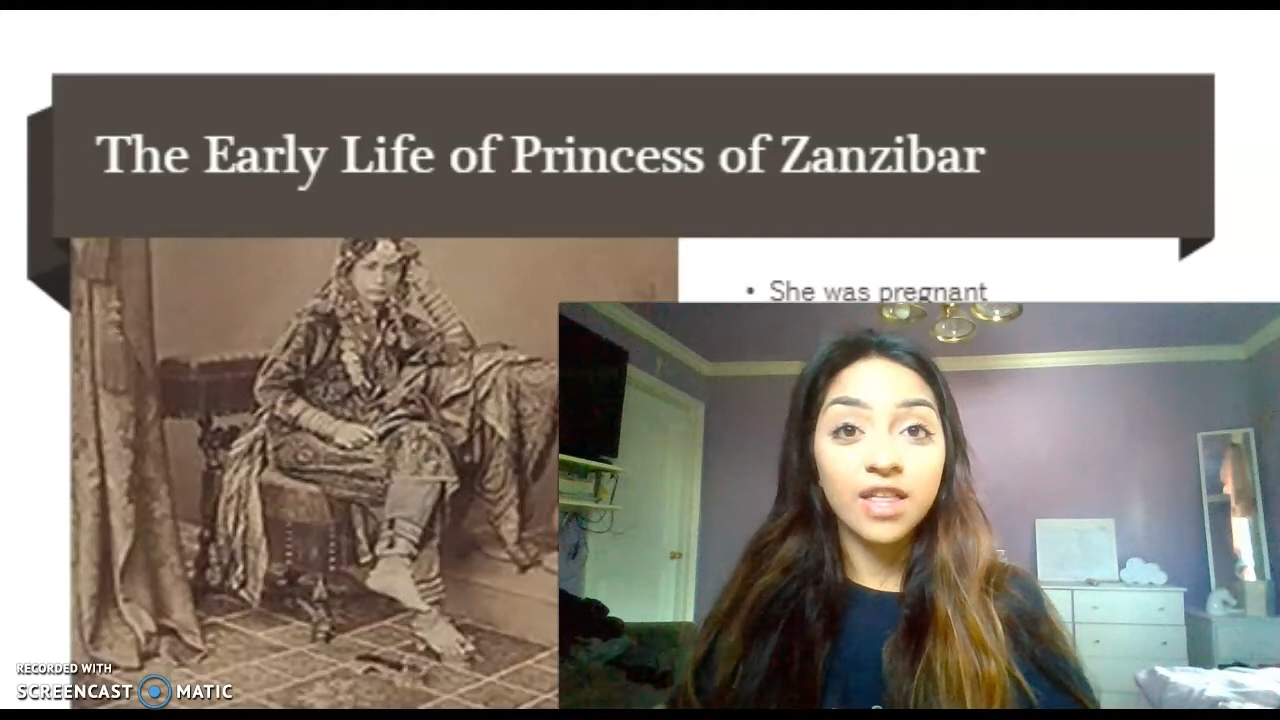 The Early Life of Princess of Zanzibar
• She was pregnant
RECORDED WITH
SCREENCAST MATIC